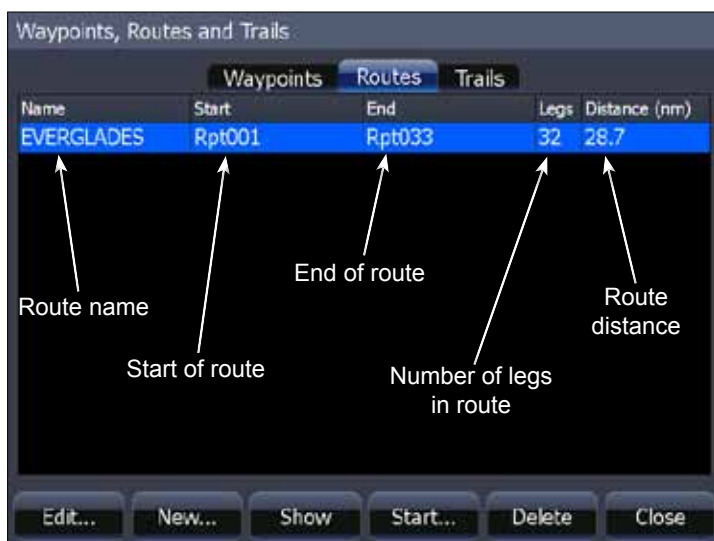 Waypoints, Routes and Trails
Waypoints Routes Trails
Name Start End Legs Distance (nm)
EVERGLADES Rpt001 Rpt033 32 28.7
Route name
Start of route
End of route
Number of legs
in route
Route
distance
Edit... New... Show Start... Delete Close